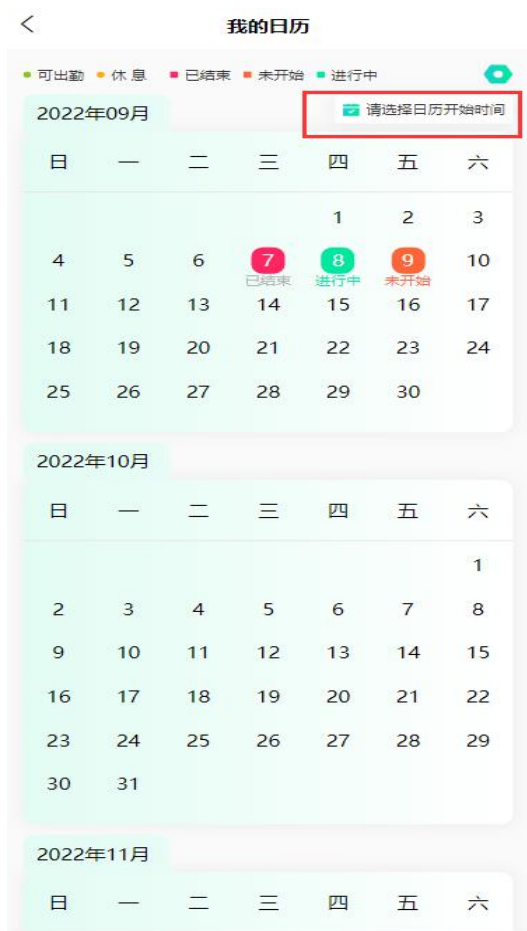 我的日历
可出勤 休息 已结束 未开始 进行中
2022年09月 请选择日历开始时间
日 一 二 三 四 五 六
1 2 3
4 5 6 7 8 9 10
已结束 进行中 未开始
11 12 13 14 15 16 17
18 19 20 21 22 23 24
25 26 27 28 29 30
2022年10月
日 一 二 三 四 五 六
1
2 3 4 5 6 7 8
9 10 11 12 13 14 15
16 17 18 19 20 21 22
23 24 25 26 27 28 29
30 31
2022年11月
日 一 二 三 四 五 六